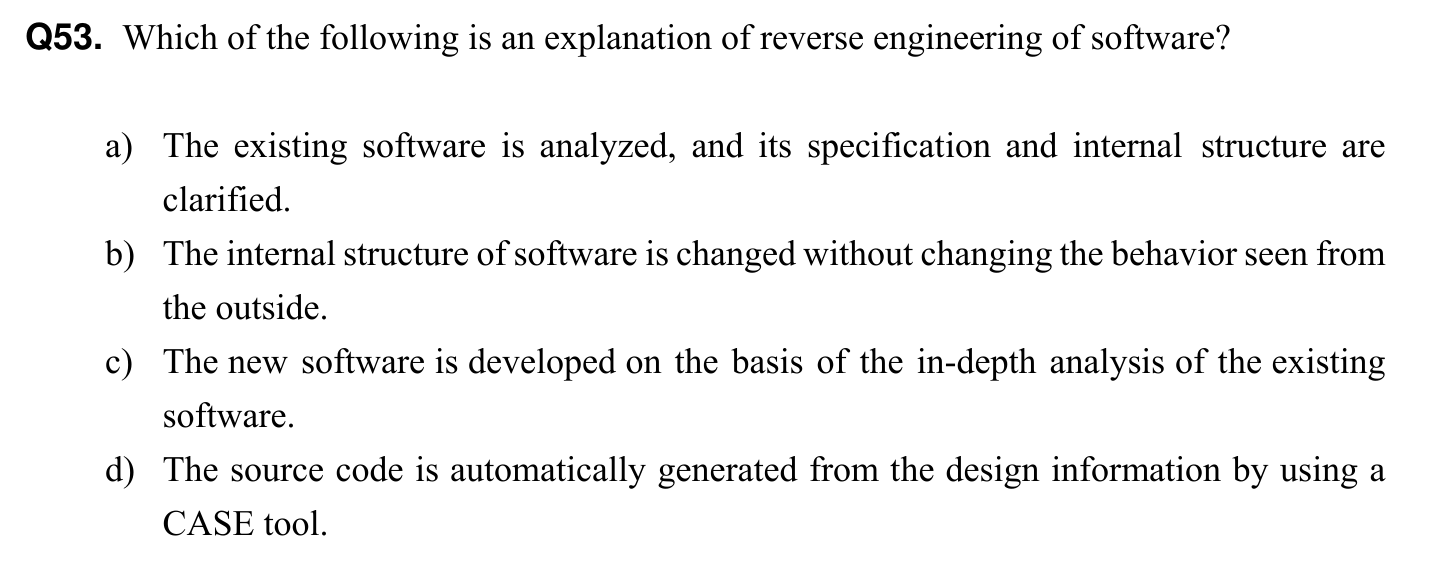 Q53. Which of the following is an explanation of reverse engineering of software?
a) The existing software is analyzed, and its specification and internal structure are
clarified.
b) The internal structure of software is changed without changing the behavior seen from
the outside.
c) The new software is developed on the basis of the in-depth analysis of the existing
software.
d) The source code is automatically generated from the design information by using a
CASE tool.